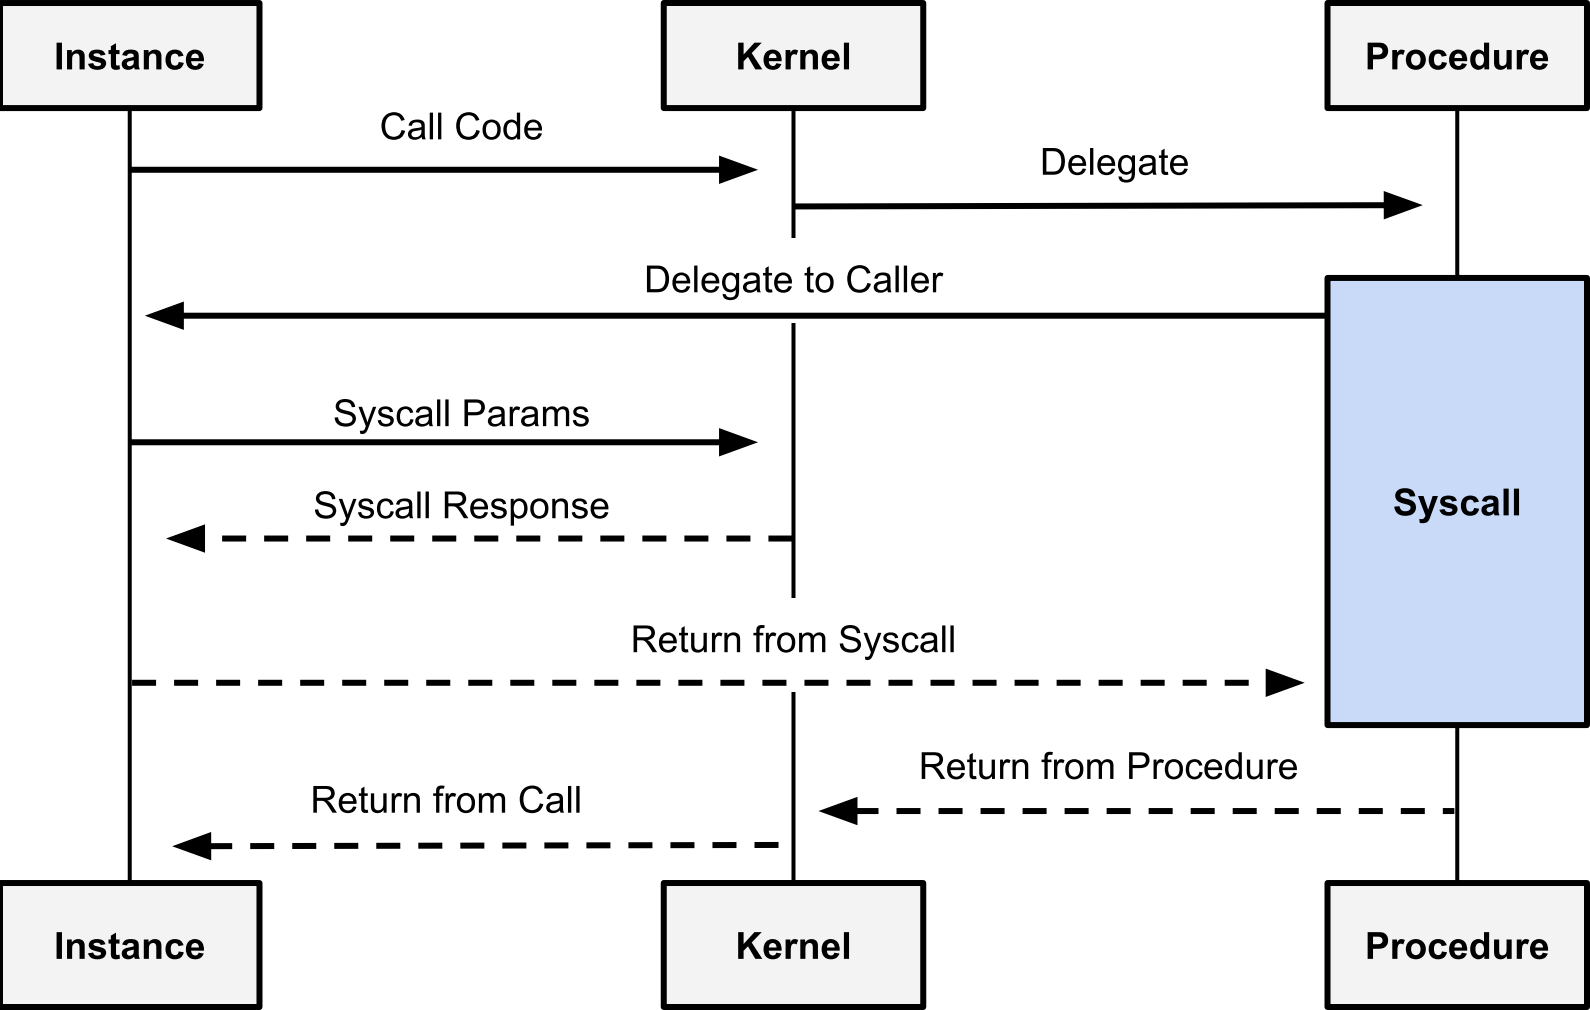 Instance
Kernel
Procedure
Call Code
Delegate
Delegate to Caller
Syscall Params
Syscall Response
Syscall
Return from Syscall
Return from Procedure
Return from Call
Instance
Kernel
Procedure